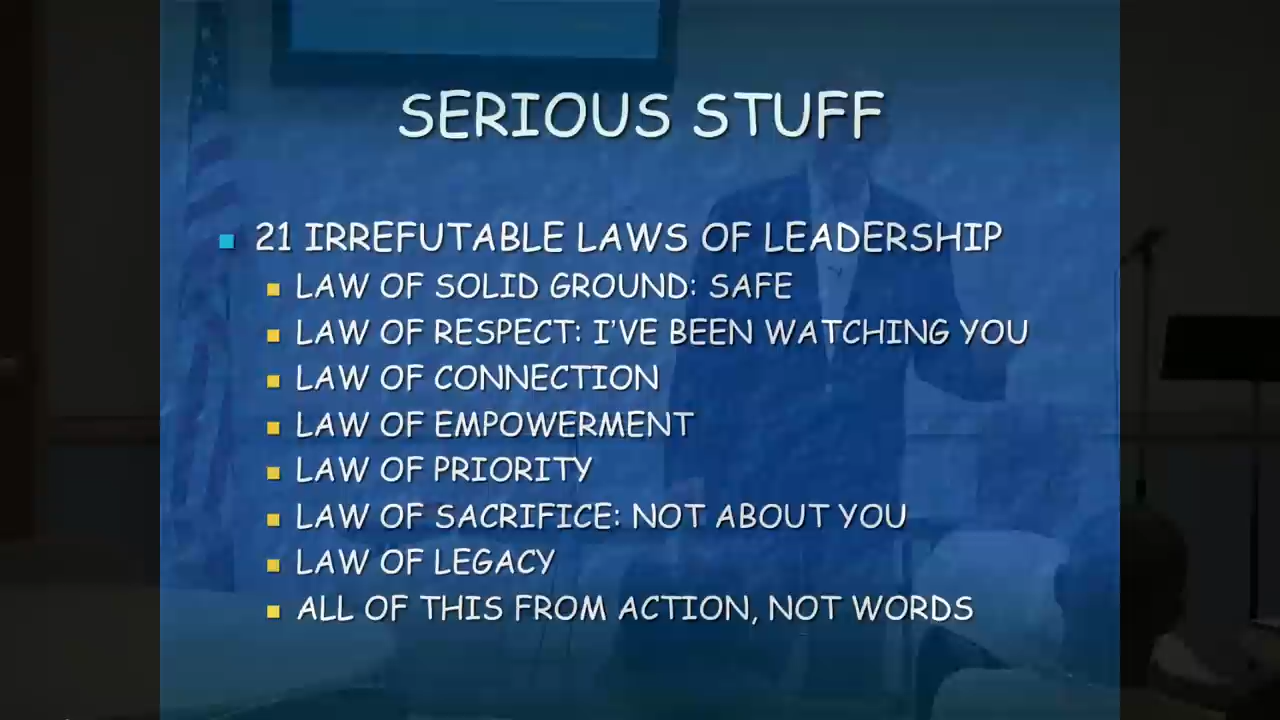 SERIOUS STUFF
21 IRREFUTABLE LAWS OF LEADERSHIP
LAW OF SOLID GROUND: SAFE
LAW OF RESPECT: I'VE BEEN WATCHING YOU
LAW OF CONNECTION
LAW OF EMPOWERMENT
LAW OF PRIORITY
LAW OF SACRIFICE: NOT ABOUT YOU
LAW OF LEGACY
ALL OF THIS FROM ACTION, NOT WORDS